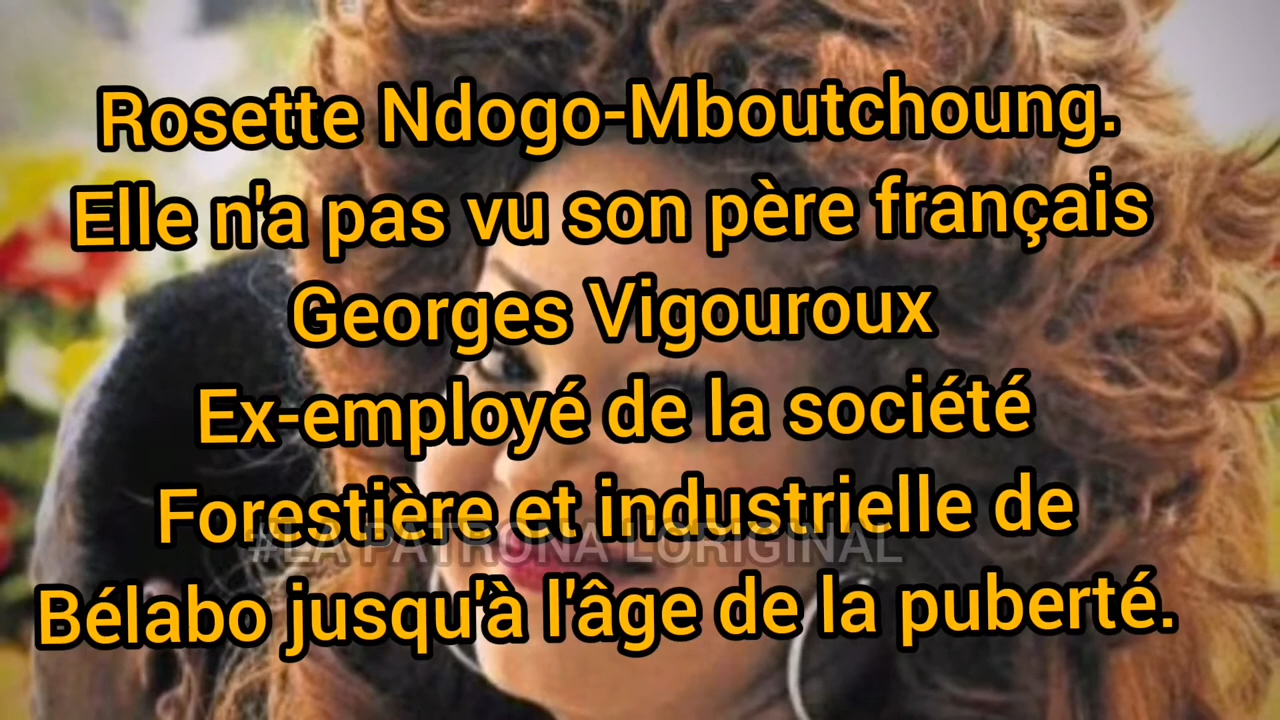 Rosette Ndogo-Mboutchoung.
Elle n'a pas vu son père français
Georges Vigouroux
Ex-employé de la société
Forestière et industrielle de
#LA PATRONA L'ORIGINAL
Bélabo jusqu'à l'âge de la puberté.